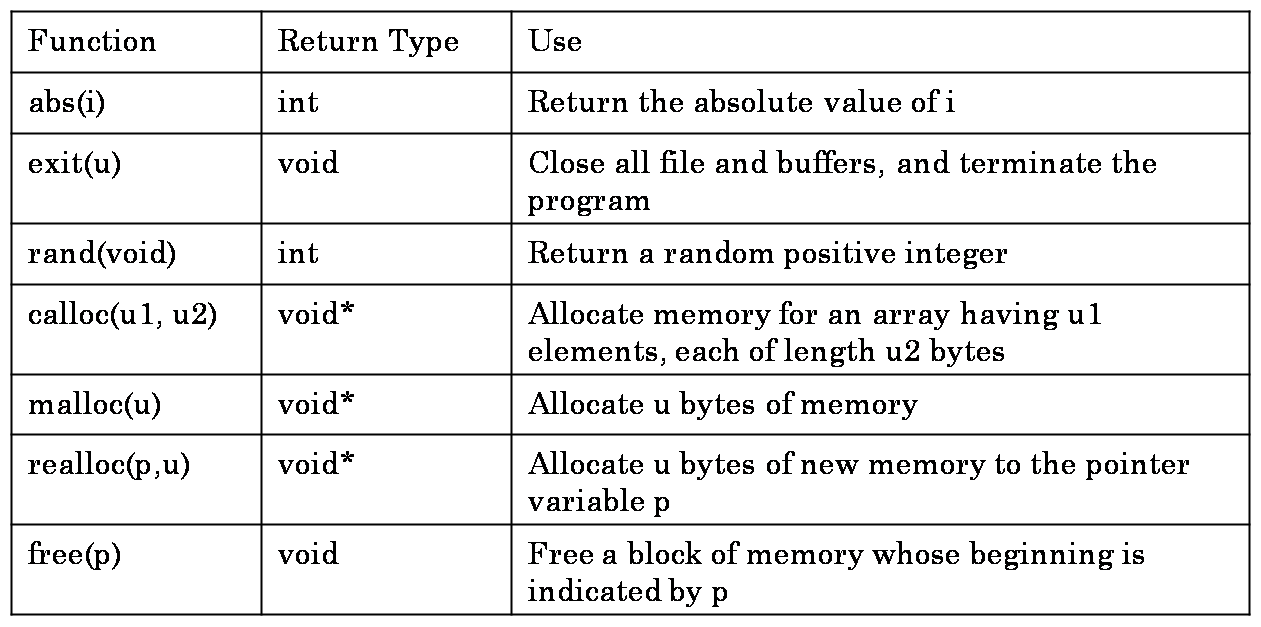 Function Return Type Use
abs(i) int Return the absolute value of i
exit(u) void Close all file and buffers, and terminate the
program
rand(void) int Return a random positive integer
calloc(u1, u2) void* Allocate memory for an array having u1
elements, each of length u2 bytes
malloc(u) void* Allocate u bytes of memory
realloc(p,u) void* Allocate u bytes of new memory to the pointer
variable p
free(p) void Free a block of memory whose beginning is
indicated by p